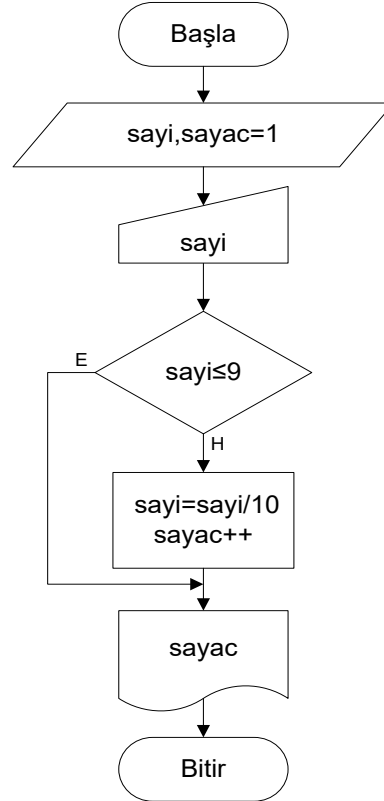 Başla
sayi,sayac=1
sayi
sayi≤9
E
H
sayi=sayi/10
sayac++
sayac
Bitir